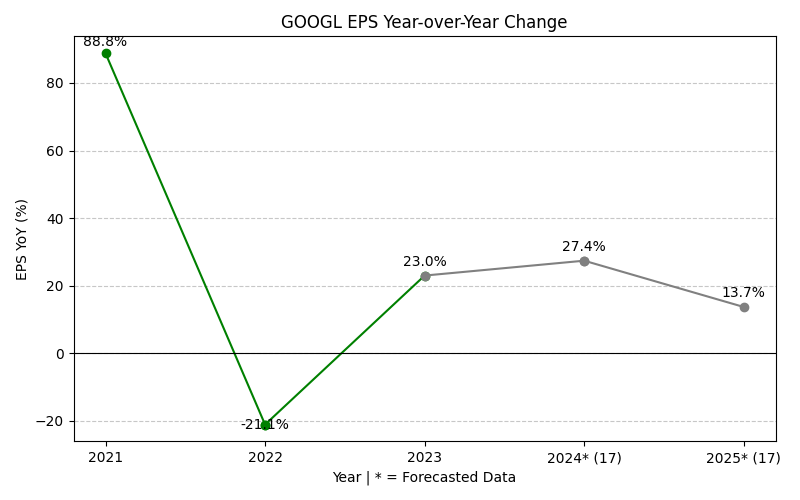 GOOGL EPS Year-over-Year Change
88.8%
80
60
40
27.4%
23.0%
20
13.7%
0
-21.1%
−20
EPS YoY (%)
2021 2022 2023 2024* (17) 2025* (17)
Year | * = Forecasted Data